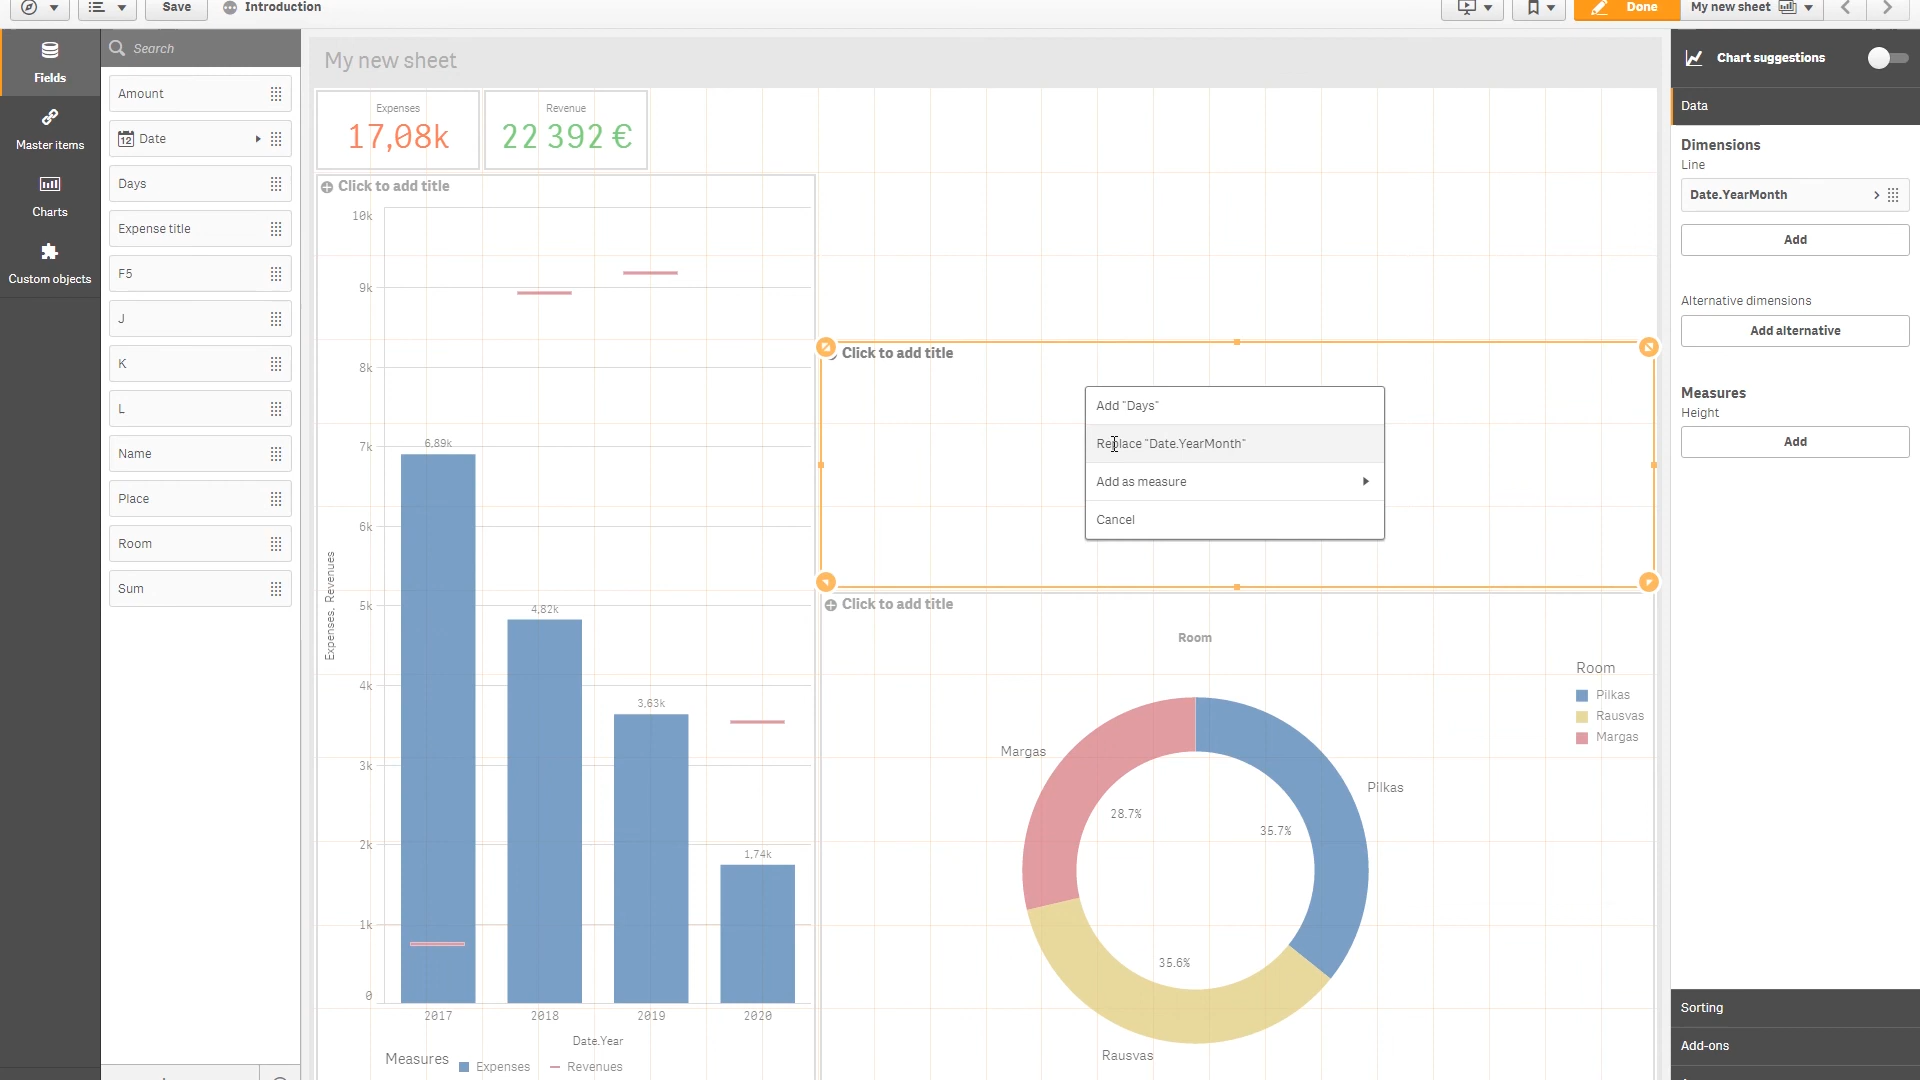 Save
Introduction
Done
My new sheet
Fields
Master items
Charts
Custom objects
Search
Amount
12 Date
Days
Expense title
F5
J
K
L
Name
Place
Room
Sum
My new sheet
Expenses
17,08k
Revenue
22 392 €
Click to add title
10k
9k
8k
7k
6k
5k
4k
3k
2k
1k
0
Expenses, Revenues
6,89k
4,82k
3,63k
1,74k
2017
2018
2019
2020
Date.Year
Measures
Expenses
Revenues
Click to add title
Add "Days"
Replace "Date.YearMonth"
Add as measure
Cancel
Click to add title
Room
Margas
Pilkas
Rausvas
28.7%
35.7%
35.6%
Room
Pilkas
Rausvas
Margas
Chart suggestions
Data
Dimensions
Line
Date.YearMonth
Add
Alternative dimensions
Add alternative
Measures
Height
Add
Sorting
Add-ons